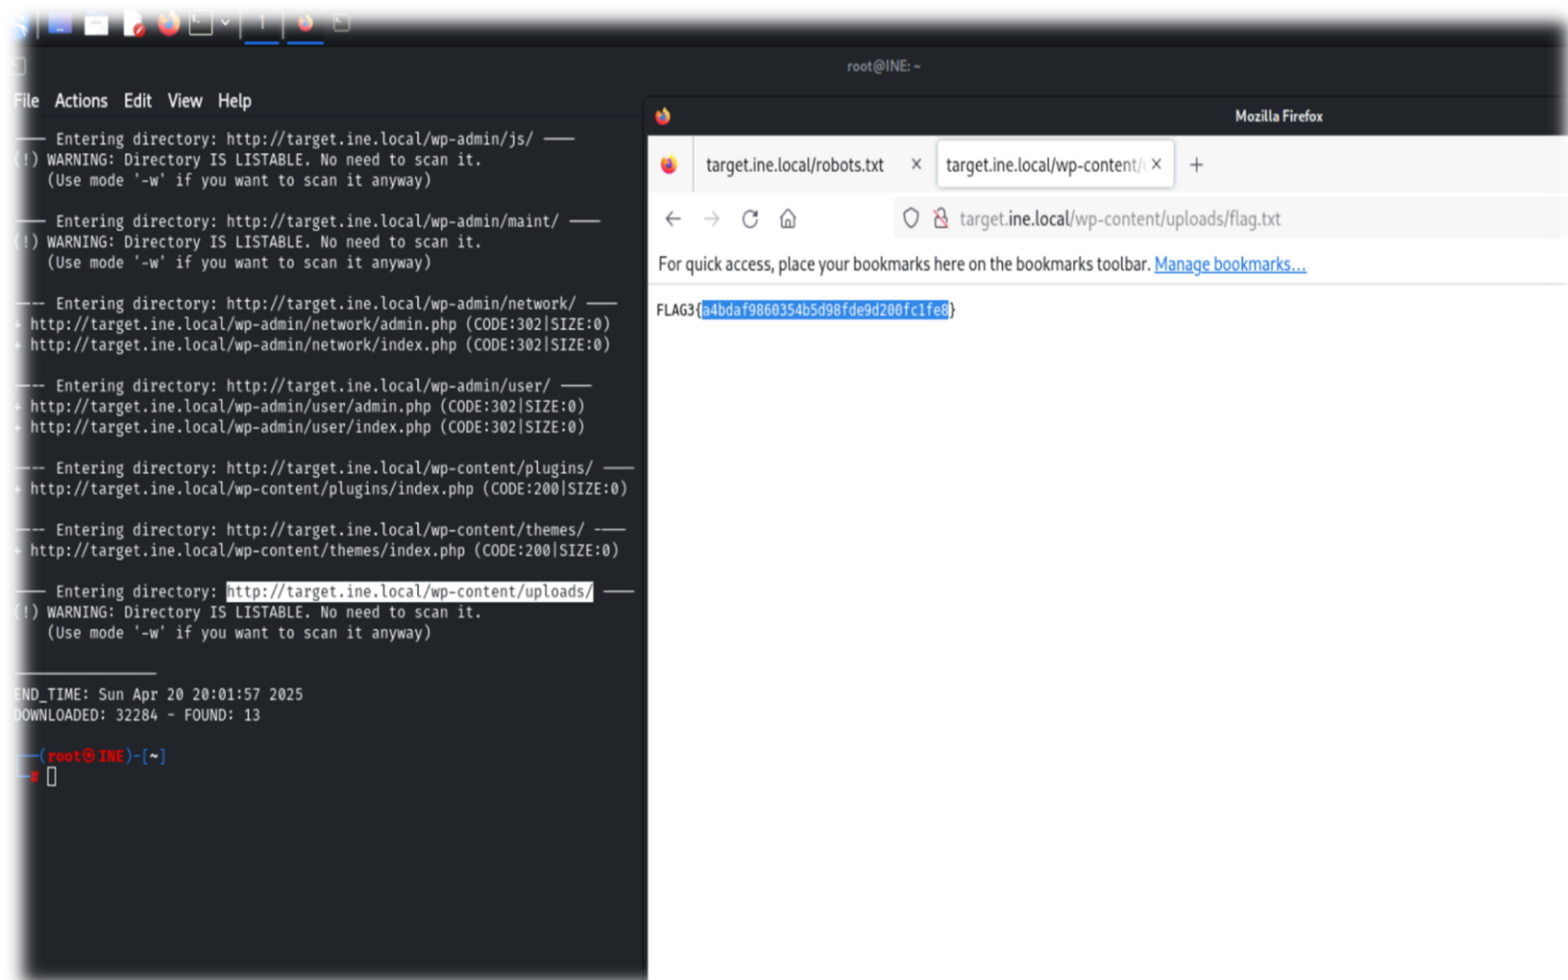 1
root@INE: ~
File Actions Edit View Help
—— Entering directory: http://target.ine.local/wp-admin/js/ ——
(!) WARNING: Directory IS LISTABLE. No need to scan it.
(Use mode '-w' if you want to scan it anyway)
—— Entering directory: http://target.ine.local/wp-admin/maint/ ——
(!) WARNING: Directory IS LISTABLE. No need to scan it.
(Use mode '-w' if you want to scan it anyway)
---- Entering directory: http://target.ine.local/wp-admin/network/ ——
+ http://target.ine.local/wp-admin/network/admin.php (CODE:302|SIZE:0)
+ http://target.ine.local/wp-admin/network/index.php (CODE:302|SIZE:0)
---- Entering directory: http://target.ine.local/wp-admin/user/ ——
+ http://target.ine.local/wp-admin/user/admin.php (CODE:302|SIZE:0)
+ http://target.ine.local/wp-admin/user/index.php (CODE:302|SIZE:0)
---- Entering directory: http://target.ine.local/wp-content/plugins/ ——
+ http://target.ine.local/wp-content/plugins/index.php (CODE:200|SIZE:0)
---- Entering directory: http://target.ine.local/wp-content/themes/ ----
+ http://target.ine.local/wp-content/themes/index.php (CODE:200|SIZE:0)
—— Entering directory: http://target.ine.local/wp-content/uploads/ ——
(!) WARNING: Directory IS LISTABLE. No need to scan it.
(Use mode '-w' if you want to scan it anyway)
END_TIME: Sun Apr 20 20:01:57 2025
DOWNLOADED: 32284 - FOUND: 13
(root㉿INE)-[~]
#
Mozilla Firefox
target.ine.local/robots.txt
target.ine.local/wp-content/
target.ine.local/wp-content/uploads/flag.txt
For quick access, place your bookmarks here on the bookmarks toolbar. Manage bookmarks...
FLAG3{a4bdaf9860354b5d98fde9d200fc1fe8}